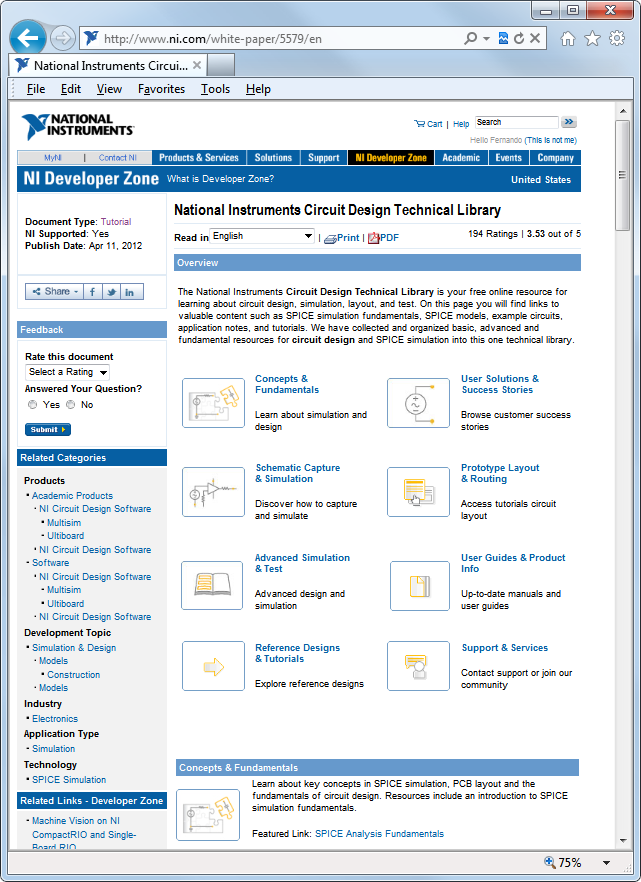 http://www.ni.com/white-paper/5579/en
National Instruments Circui...
File Edit View Favorites Tools Help
NATIONAL
INSTRUMENTS
Cart | Help Search
Hello Fernando (This is not me)
MyNI | Contact NI Products & Services Solutions Support NI Developer Zone Academic Events Company
NI Developer Zone What is Developer Zone? United States
Document Type: Tutorial
NI Supported: Yes
Publish Date: Apr 11, 2012
Share
Feedback
Rate this document
Select a Rating
Answered Your Question?
Yes No
Submit
Related Categories
Products
Academic Products
NI Circuit Design Software
Multisim
Ultiboard
NI Circuit Design Software
Software
NI Circuit Design Software
Multisim
Ultiboard
NI Circuit Design Software
Development Topic
Simulation & Design
Models
Construction
Models
Industry
Electronics
Application Type
Simulation
Technology
SPICE Simulation
Related Links - Developer Zone
Machine Vision on NI
CompactRIO and Single-
Board RIO
National Instruments Circuit Design Technical Library
Read in English | Print | PDF 194 Ratings | 3.53 out of 5
Overview
The National Instruments Circuit Design Technical Library is your free online resource for
learning about circuit design, simulation, layout, and test. On this page you will find links to
valuable content such as SPICE simulation fundamentals, SPICE models, example circuits,
application notes, and tutorials. We have collected and organized basic, advanced and
fundamental resources for circuit design and SPICE simulation into this one technical library.
Concepts &
Fundamentals
Learn about simulation and
design
User Solutions &
Success Stories
Browse customer success
stories
Schematic Capture
& Simulation
Discover how to capture
and simulate
Prototype Layout
& Routing
Access tutorials circuit
layout
Advanced Simulation
& Test
Advanced design and
simulation
User Guides & Product
Info
Up-to-date manuals and
user guides
Reference Designs
& Tutorials
Explore reference designs
Support & Services
Contact support or join our
community
Concepts & Fundamentals
Learn about key concepts in SPICE simulation, PCB layout and the
fundamentals of circuit design. Resources include an introduction to SPICE
simulation fundamentals.
Featured Link: SPICE Analysis Fundamentals
75%